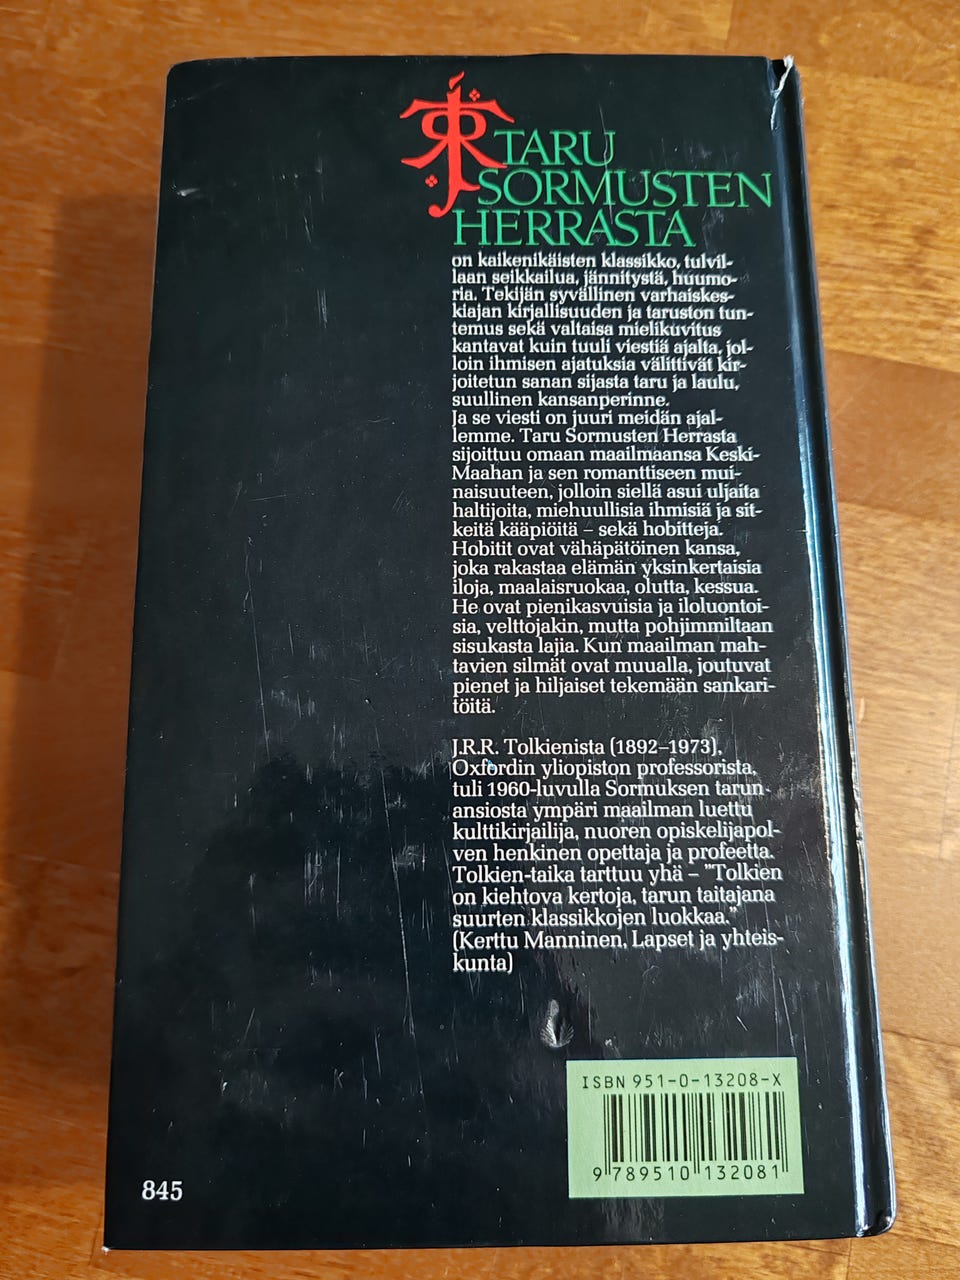 TARU
SORMUSTEN
HERRASTA
on kaikenikäisten klassikko, tulvil-
laan seikkailua, jännitystä, huumo-
ria. Tekijän syvällinen varhaiskes-
kiajan kirjallisuuden ja taruston tun-
temus sekä valtaisa mielikuvitus
kantavat kuin tuuli viestiä ajalta, jol-
loin ihmisen ajatuksia välittivät kir-
joitetun sanan sijasta taru ja laulu,
suullinen kansanperinne.
Ja se viesti on juuri meidän ajal-
lemme. Taru Sormusten Herrasta
sijoittuu omaan maailmaansa Keski-
Maahan ja sen romanttiseen mui-
naisuuteen, jolloin siellä asui uljaita
haltijoita, miehuullisia ihmisiä ja sit-
keitä kääpiöitä – sekä hobitteja.
Hobitit ovat vähäpätöinen kansa,
joka rakastaa elämän yksinkertaisia
iloja, maalaisruokaa, olutta, kessua.
He ovat pienikasvuisia ja iloluontoi-
sia, velttojakin, mutta pohjimmiltaan
sisukasta lajia. Kun maailman mah-
tavien silmät ovat muualla, joutuvat
pienet ja hiljaiset tekemään sankari-
töitä.
J.R.R. Tolkienista (1892–1973),
Oxfordin yliopiston professorista,
tuli 1960-luvulla Sormuksen tarun
ansiosta ympäri maailman luettu
kulttikirjailija, nuoren opiskelijapol-
ven henkinen opettaja ja profeetta.
Tolkien-taika tarttuu yhä – "Tolkien
on kiehtova kertoja, tarun taitajana
suurten klassikkojen luokkaa."
(Kerttu Manninen, Lapset ja yhteis-
kunta)
ISBN 951-0-13208-X
9 789510 132081
845